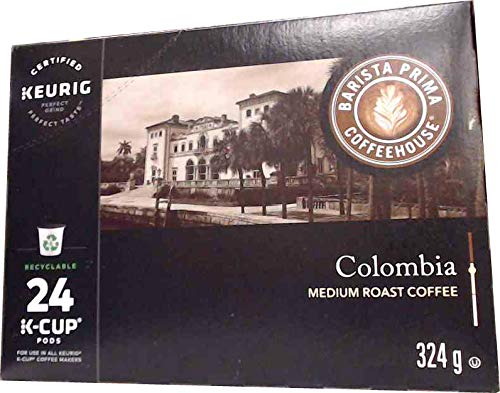 CERTIFIED
KEURIG
PERFECT
GRIND
PERFECT TASTE™
BARISTA PRIMA
COFFEEHOUSE®
RECYCLABLE
24
K-CUP®
PODS
FOR USE IN ALL KEURIG®
K-CUP® COFFEE MAKERS
Colombia
MEDIUM ROAST COFFEE
324 g
U